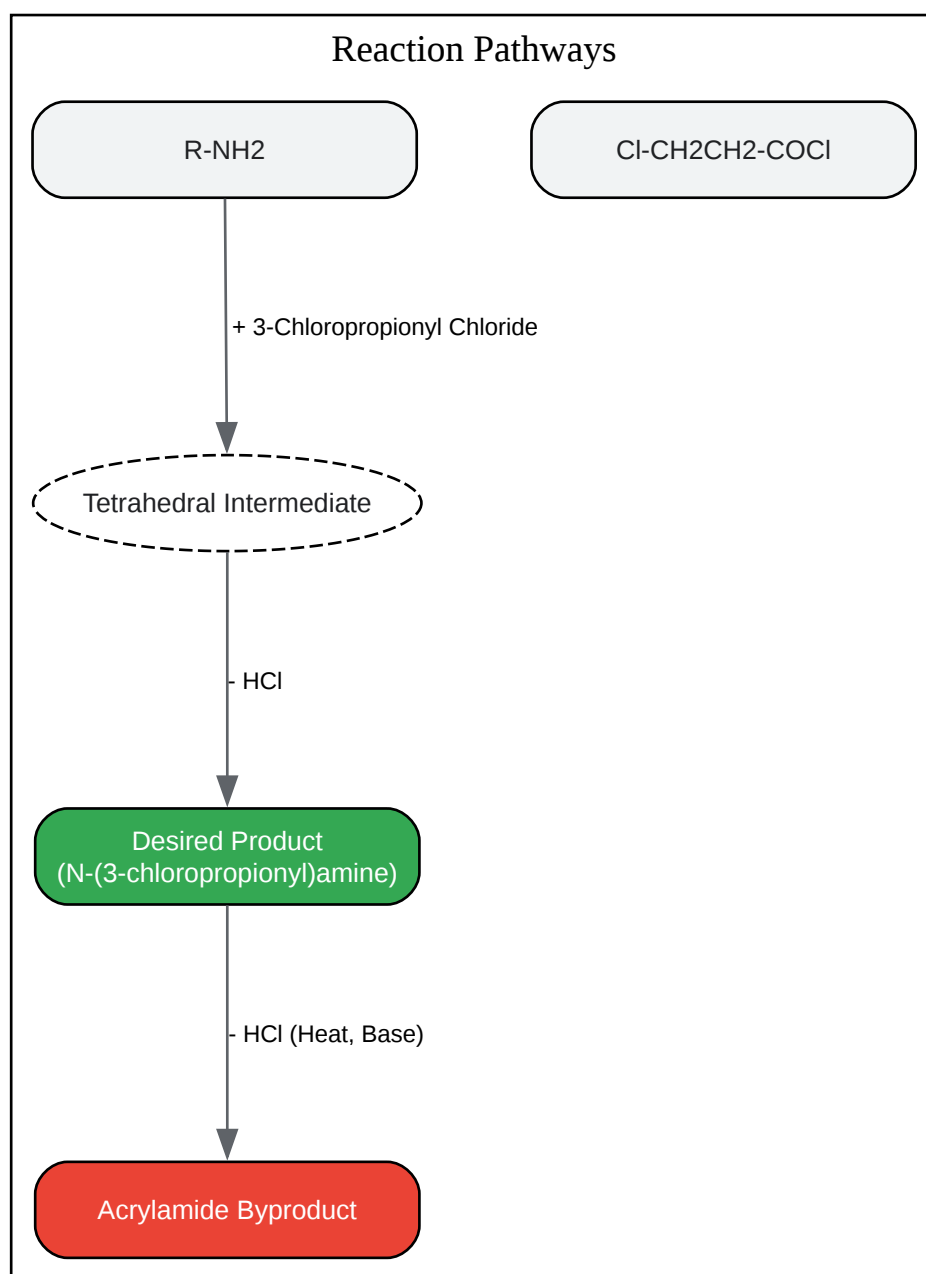 Reaction Pathways
R-NH2
Cl-CH2CH2-COCl
+ 3-Chloropropionyl Chloride
Tetrahedral Intermediate
- HCl
Desired Product
(N-(3-chloropropionyl)amine)
- HCl (Heat, Base)
Acrylamide Byproduct